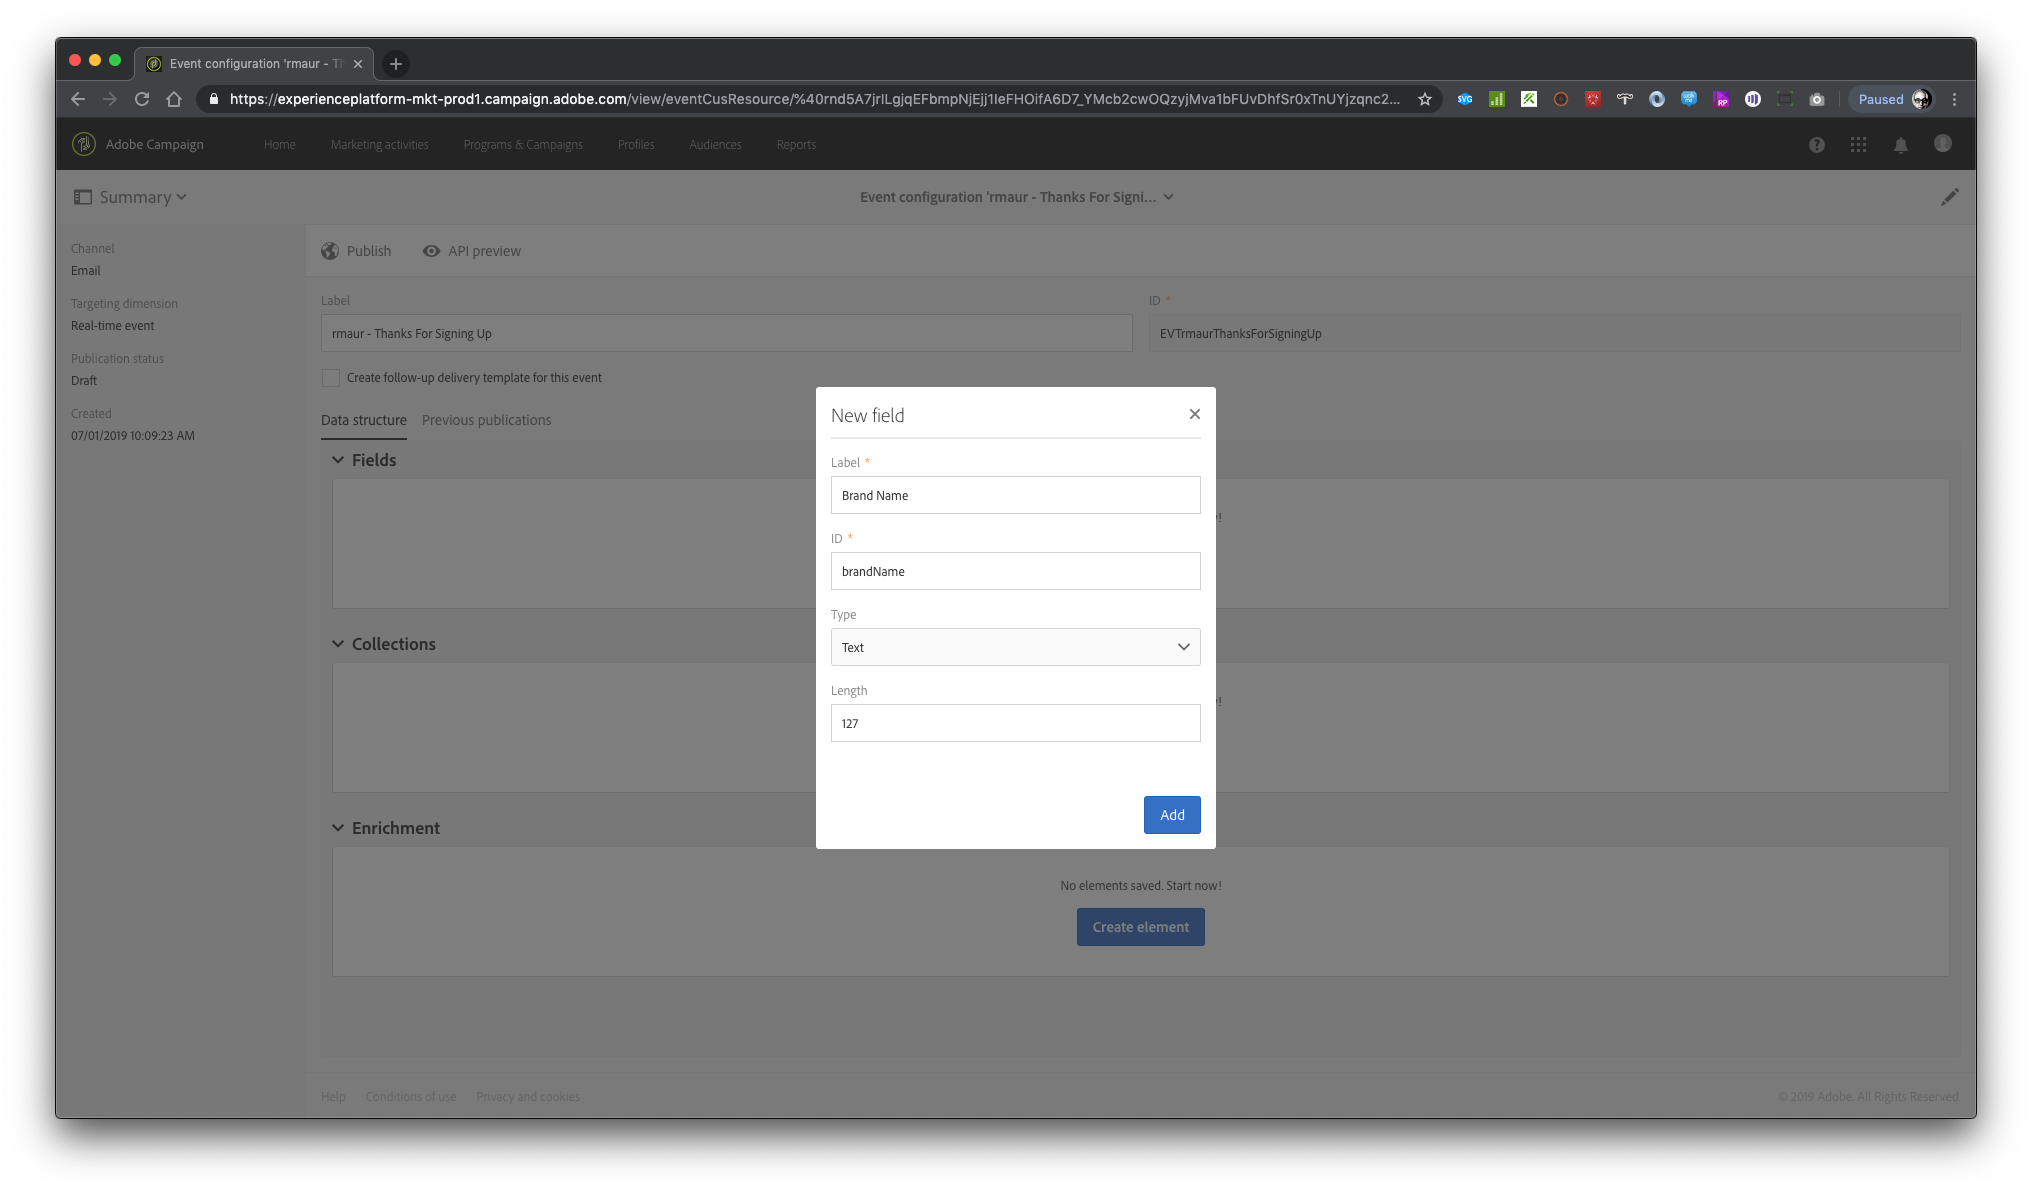 Event configuration 'rmaur - Th
https://experienceplatform-mkt-prod1.campaign.adobe.com/view/eventCusResource/
Paused
Adobe Campaign
Home
Marketing activities
Programs & Campaigns
Profiles
Audiences
Reports
Summary
Event configuration 'rmaur - Thanks For Signi...
Channel
Email
Targeting dimension
Real-time event
Publication status
Draft
Created
07/01/2019 10:09:23 AM
Publish
API preview
Label
ID *
rmaur - Thanks For Signing Up
EVTrmaurThanksForSigningUp
Create follow-up delivery template for this event
Data structure
Previous publications
Fields
Collections
Enrichment
New field
Label *
Brand Name
ID *
brandName
Type
Text
Length
127
Add
No elements saved. Start now!
Create element
Help
Conditions of use
Privacy and cookies
© 2019 Adobe. All Rights Reserved.